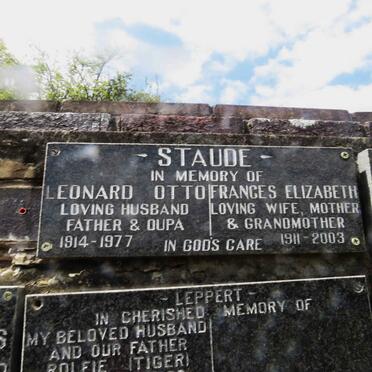 - STAUDE -
IN MEMORY OF
LEONARD OTTO FRANCES ELIZABETH
LOVING HUSBAND LOVING WIFE, MOTHER
FATHER & OUPA & GRANDMOTHER
1914-1977 IN GOD'S CARE 1911-2003
- LEPPERT -
IN CHERISHED MEMORY OF
MY BELOVED HUSBAND
AND OUR FATHER
ROLFIE (TIGER)